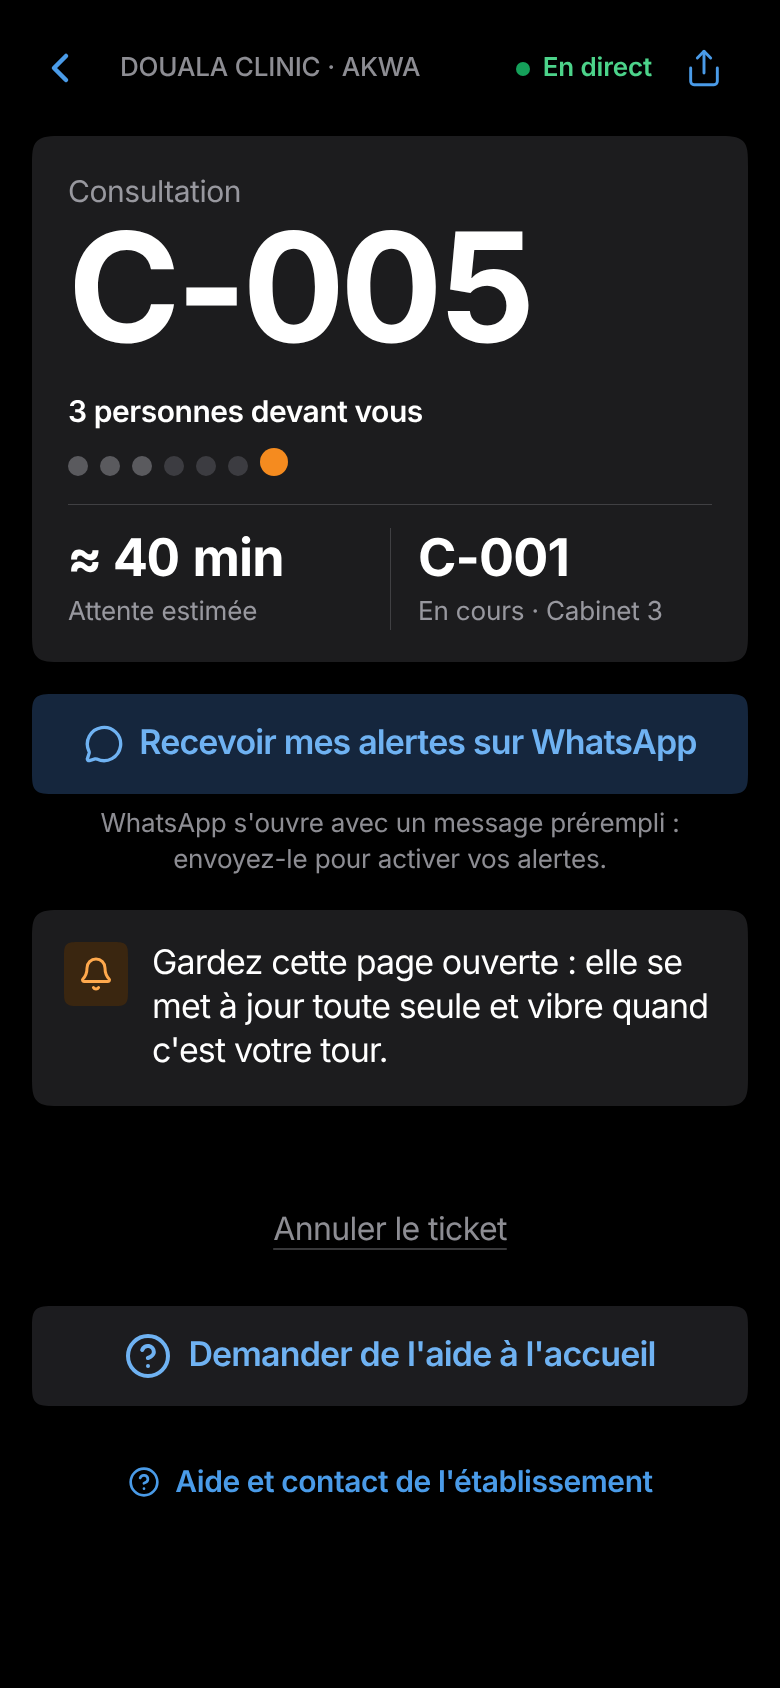 DOUALA CLINIC · AKWA
En direct
Consultation
C-005
3 personnes devant vous
≈ 40 min
Attente estimée
C-001
En cours · Cabinet 3
Recevoir mes alertes sur WhatsApp
WhatsApp s'ouvre avec un message prérempli :
envoyez-le pour activer vos alertes.
Gardez cette page ouverte : elle se
met à jour toute seule et vibre quand
c'est votre tour.
Annuler le ticket
Demander de l'aide à l'accueil
Aide et contact de l'établissement